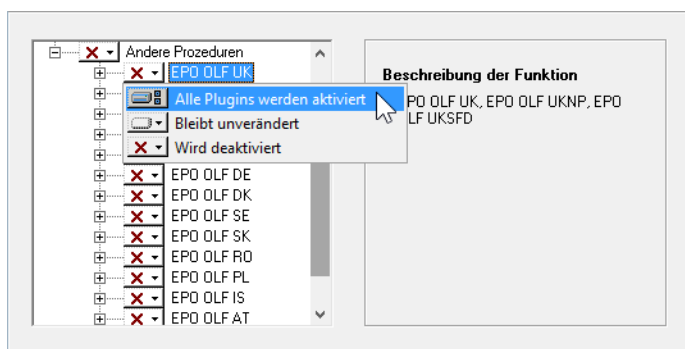 Andere Prozeduren
EPO OLF UK
Alle Plugins werden aktiviert
Bleibt unverändert
Wird deaktiviert
EPO OLF DE
EPO OLF DK
EPO OLF SE
EPO OLF SK
EPO OLF RO
EPO OLF PL
EPO OLF IS
EPO OLF AT
Beschreibung der Funktion
PO OLF UK, EPO OLF UKNP, EPO
LF UKSFD